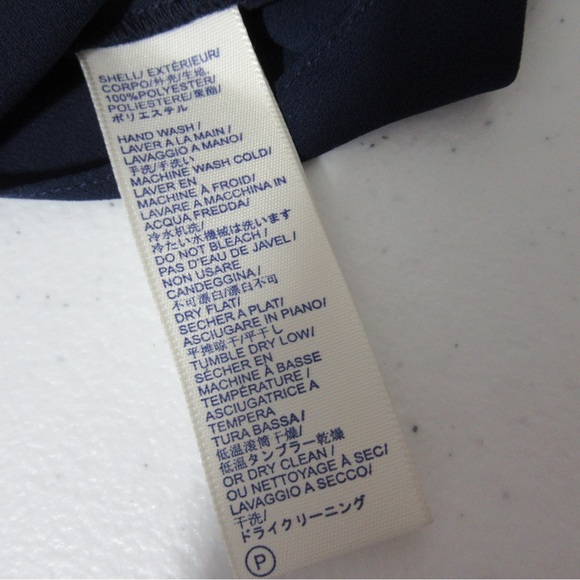 SHELL/ EXTÉRIEUR/
CORPO/外壳/生地
100%POLYESTER/
POLIESTERE/聚酯/
ポリエステル
HAND WASH/
LAVER A LA MAIN/
LAVAGGIO A MANO/
手洗/手洗い
MACHINE WASH COLD/
LAVER EN
MACHINE À FROID/
LAVARE A MACCHINA IN
ACQUA FREDDA/
冷水机洗/
冷たい水機械は洗います
DO NOT BLEACH/
PAS D'EAU DE JAVEL/
NON USARE
CANDEGGINA/
不可漂白/漂白不可
DRY FLAT/
SECHER A PLAT/
ASCIUGARE IN PIANO/
平摊晾干/平干し
TUMBLE DRY LOW/
SÉCHER EN
MACHINE À BASSE
TEMPÉRATURE/
ASCIUGATRICE A
TEMPERA
TURA BASSA/
低温滚筒干燥/
低温タンブラー乾燥
OR DRY CLEAN/
OU NETTOYAGE À SEC/
LAVAGGIO A SECCO/
干洗/
ドライクリーニング
P